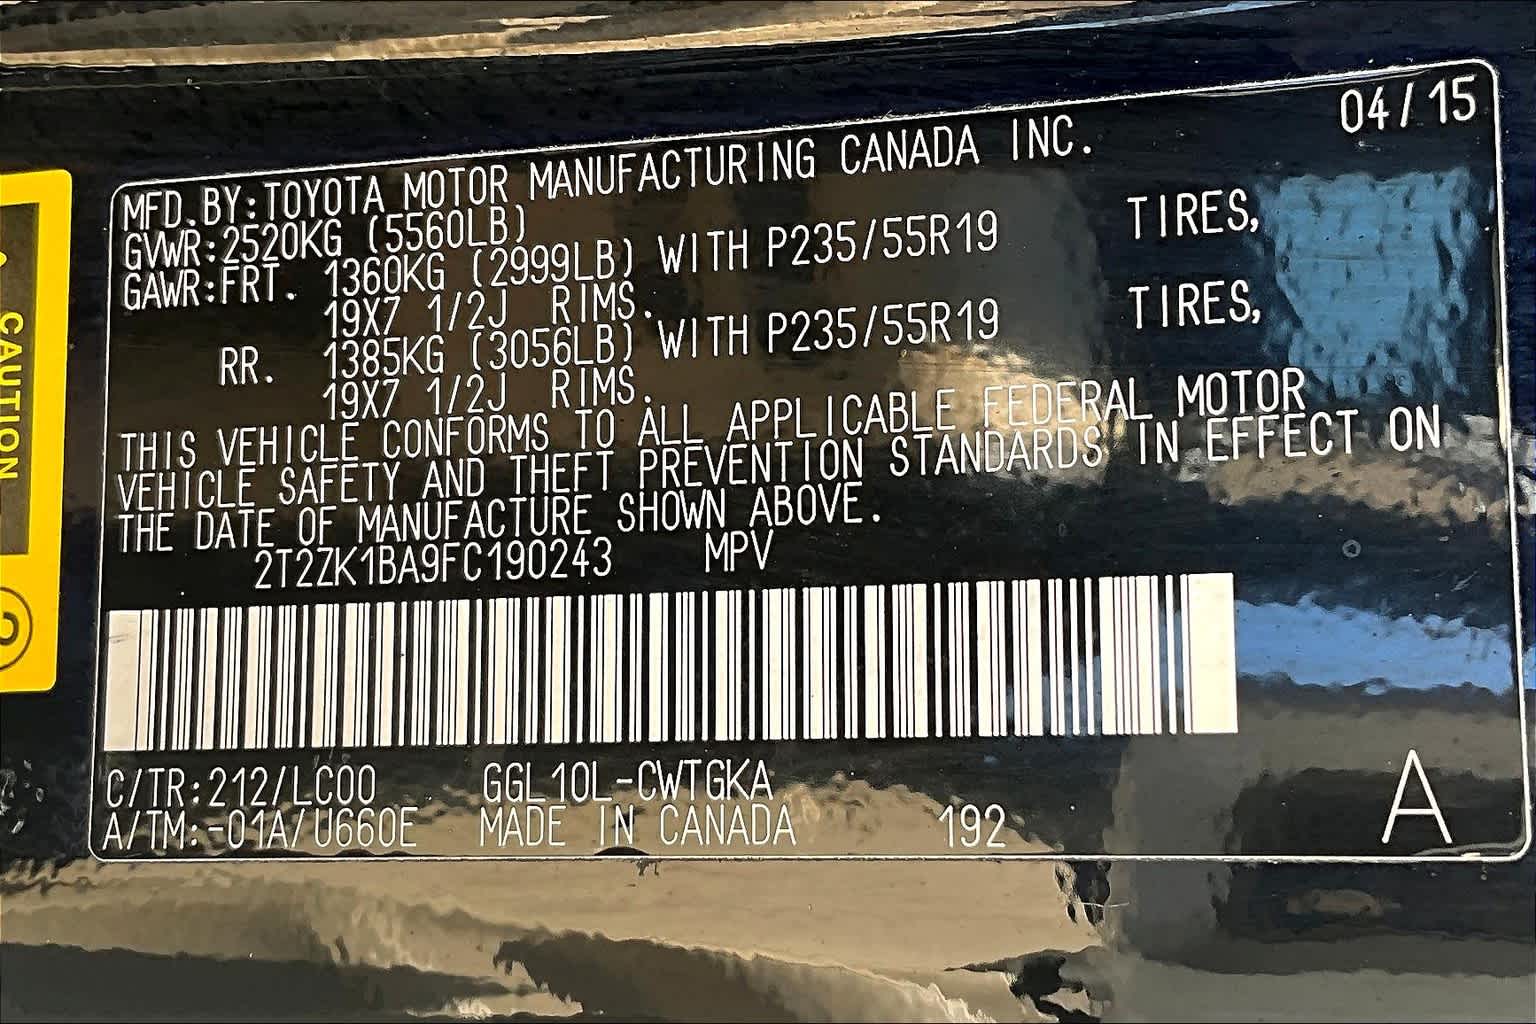 04/15
MFD.BY:TOYOTA MOTOR MANUFACTURING CANADA INC.
GVWR:2520KG (5560LB)
GAWR:FRT. 1360KG (2999LB) WITH P235/55R19 TIRES,
19X7 1/2J RIMS.
RR. 1385KG (3056LB) WITH P235/55R19 TIRES,
19X7 1/2J RIMS.
THIS VEHICLE CONFORMS TO ALL APPLICABLE FEDERAL MOTOR
VEHICLE SAFETY AND THEFT PREVENTION STANDARDS IN EFFECT ON
THE DATE OF MANUFACTURE SHOWN ABOVE.
2T2ZK1BA9FC190243 MPV
C/TR:212/LC00 GGL10L-CWTGKA
A/TM:-01A/U660E MADE IN CANADA 192 A
CAUTION